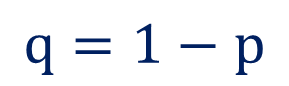 q = 1 − p